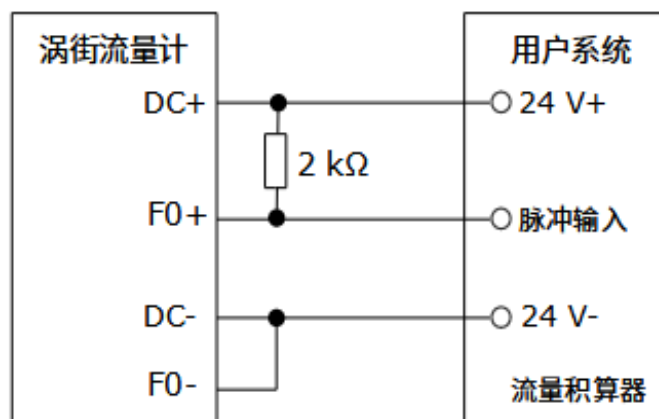 涡街流量计
用户系统
DC+
24 V+
2 kΩ
F0+
脉冲输入
DC-
24 V-
F0-
流量积算器